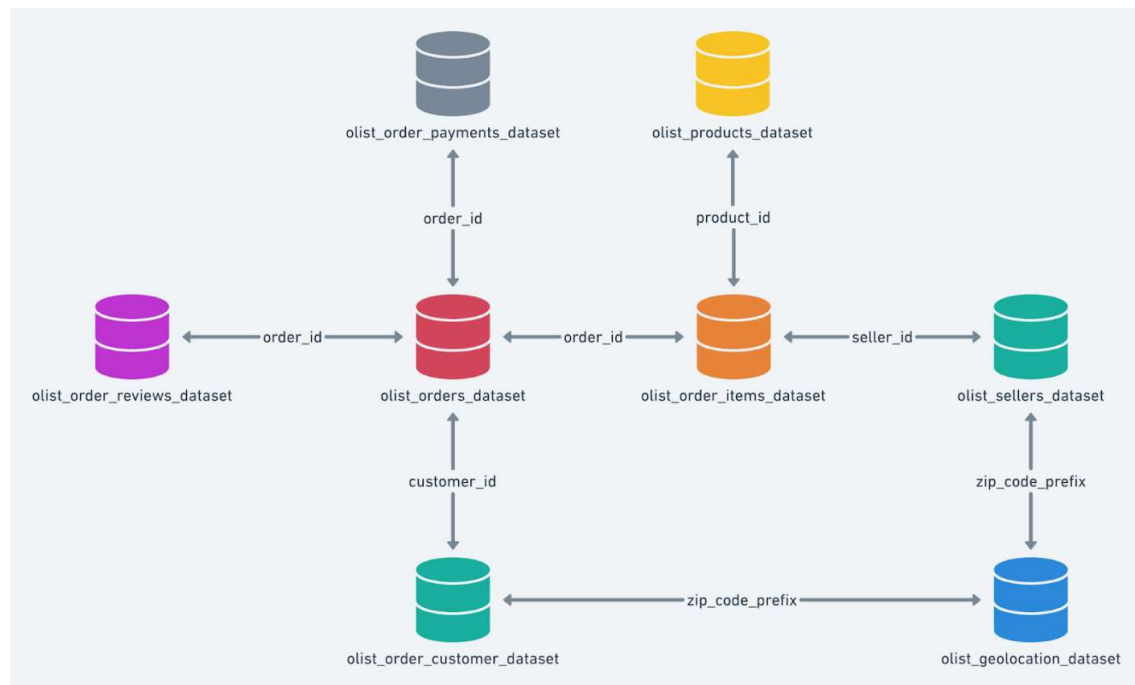 olist_order_payments_dataset
olist_products_dataset
order_id
product_id
order_id
order_id
seller_id
olist_order_reviews_dataset
olist_orders_dataset
olist_order_items_dataset
olist_sellers_dataset
customer_id
zip_code_prefix
zip_code_prefix
olist_order_customer_dataset
olist_geolocation_dataset